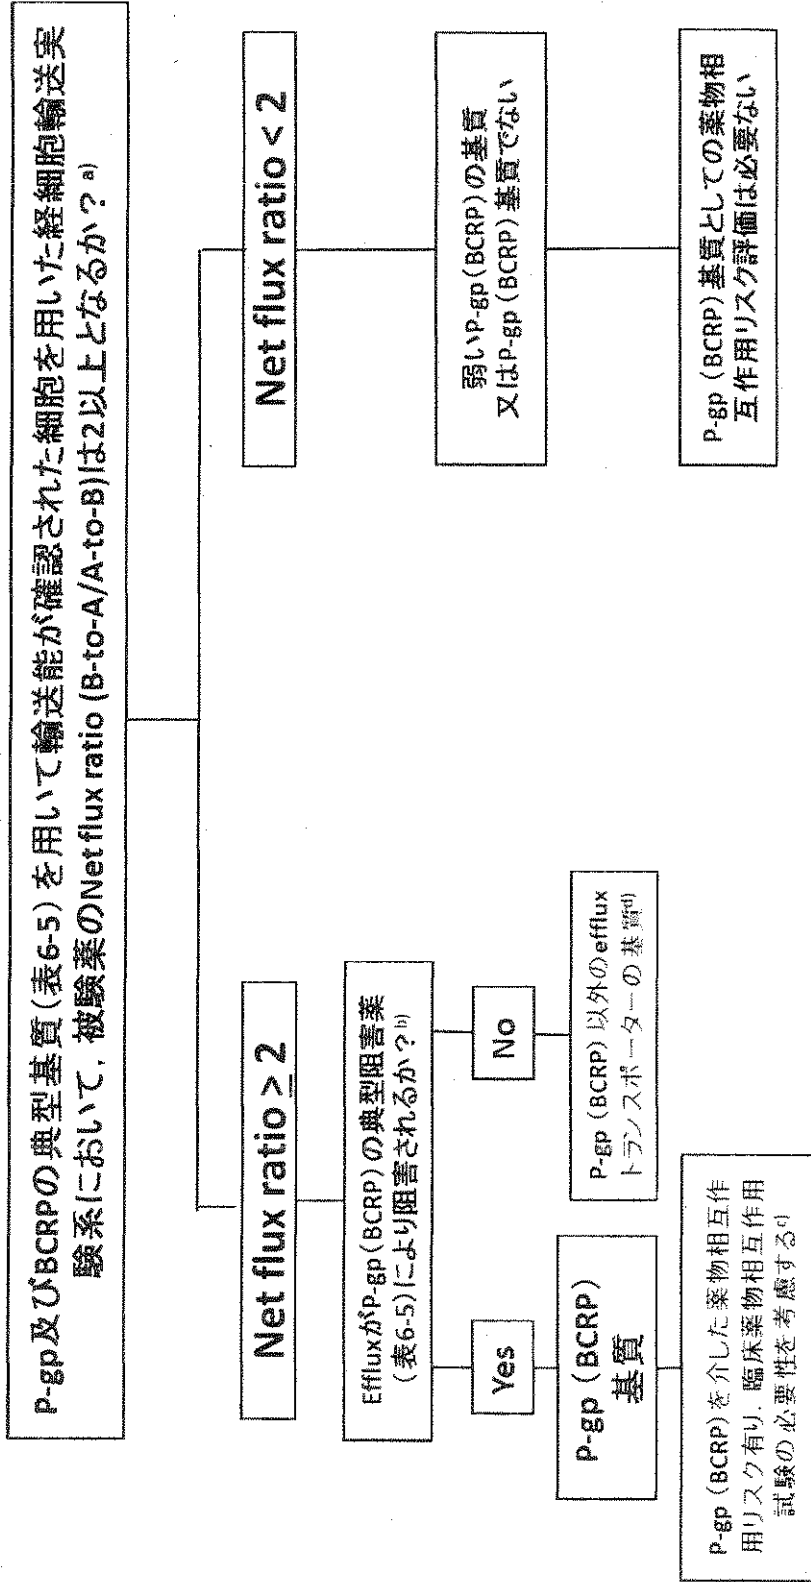 P-gp及びBCRPの典型基質(表6-5)を用いて輸送能が確認された細胞を用いた経細胞輸送実
験系において, 被験薬のNet flux ratio (B-to-A/A-to-B)は2以上となるか? a)
Net flux ratio ≥ 2
EffluxがP-gp(BCRP)の典型阻害薬
(表6-5)により阻害されるか? b)
Yes
P-gp (BCRP)
基質
P-gp (BCRP)を介した薬物相互作
用リスク有り. 臨床薬物相互作用
試験の必要性を考慮する c)
No
P-gp (BCRP) 以外のefflux
トランスポーターの基質 d)
Net flux ratio < 2
弱いP-gp(BCRP)の基質
又はP-gp(BCRP)基質でない
P-gp (BCRP)基質としての薬物相
互作用リスク評価は必要ない